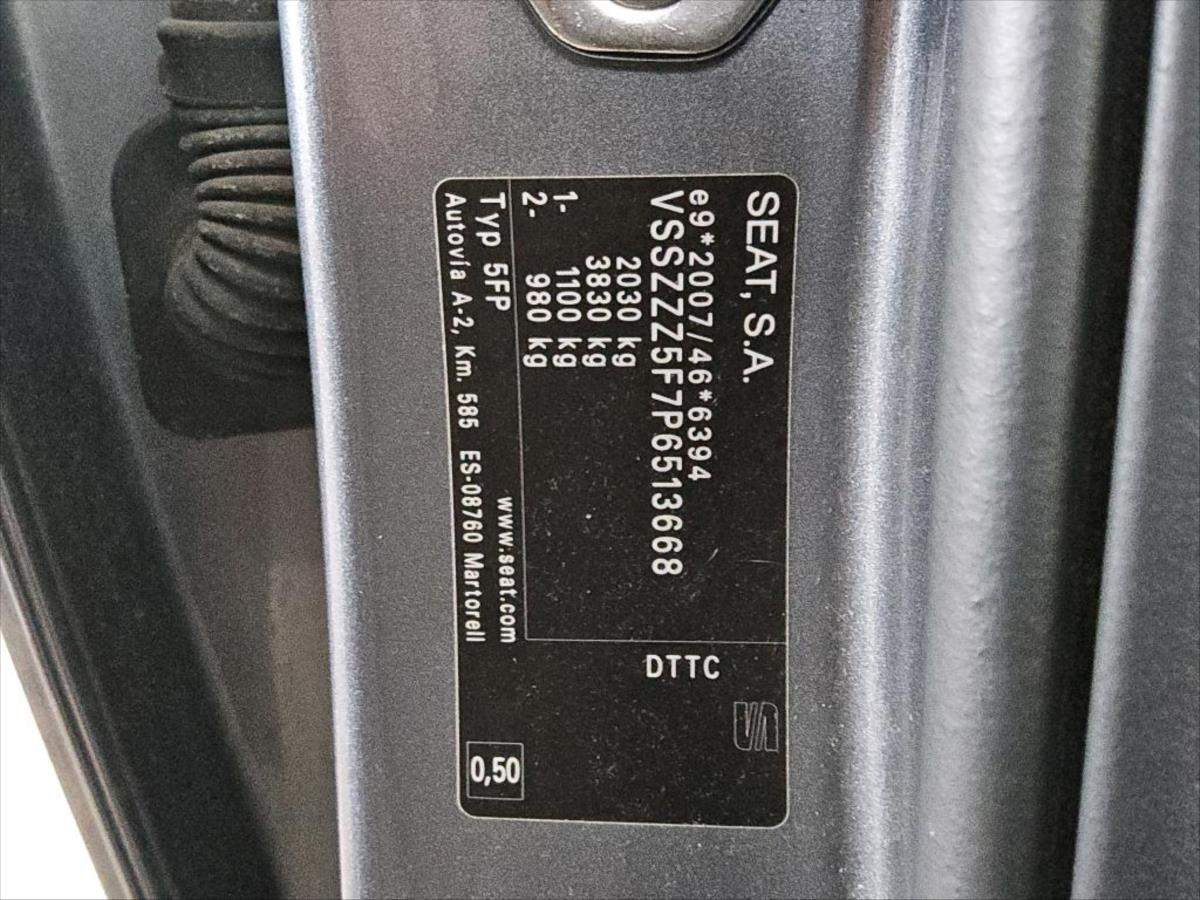 SEAT, S.A.
e9*2007/46*6394
VSSZZZ5F7P6513668
2030 kg
3830 kg
1- 1100 kg
2- 980 kg
DTTC
Typ 5FP
www.seat.com
Autovía A-2, Km. 585 ES-08760 Martorell
0,50